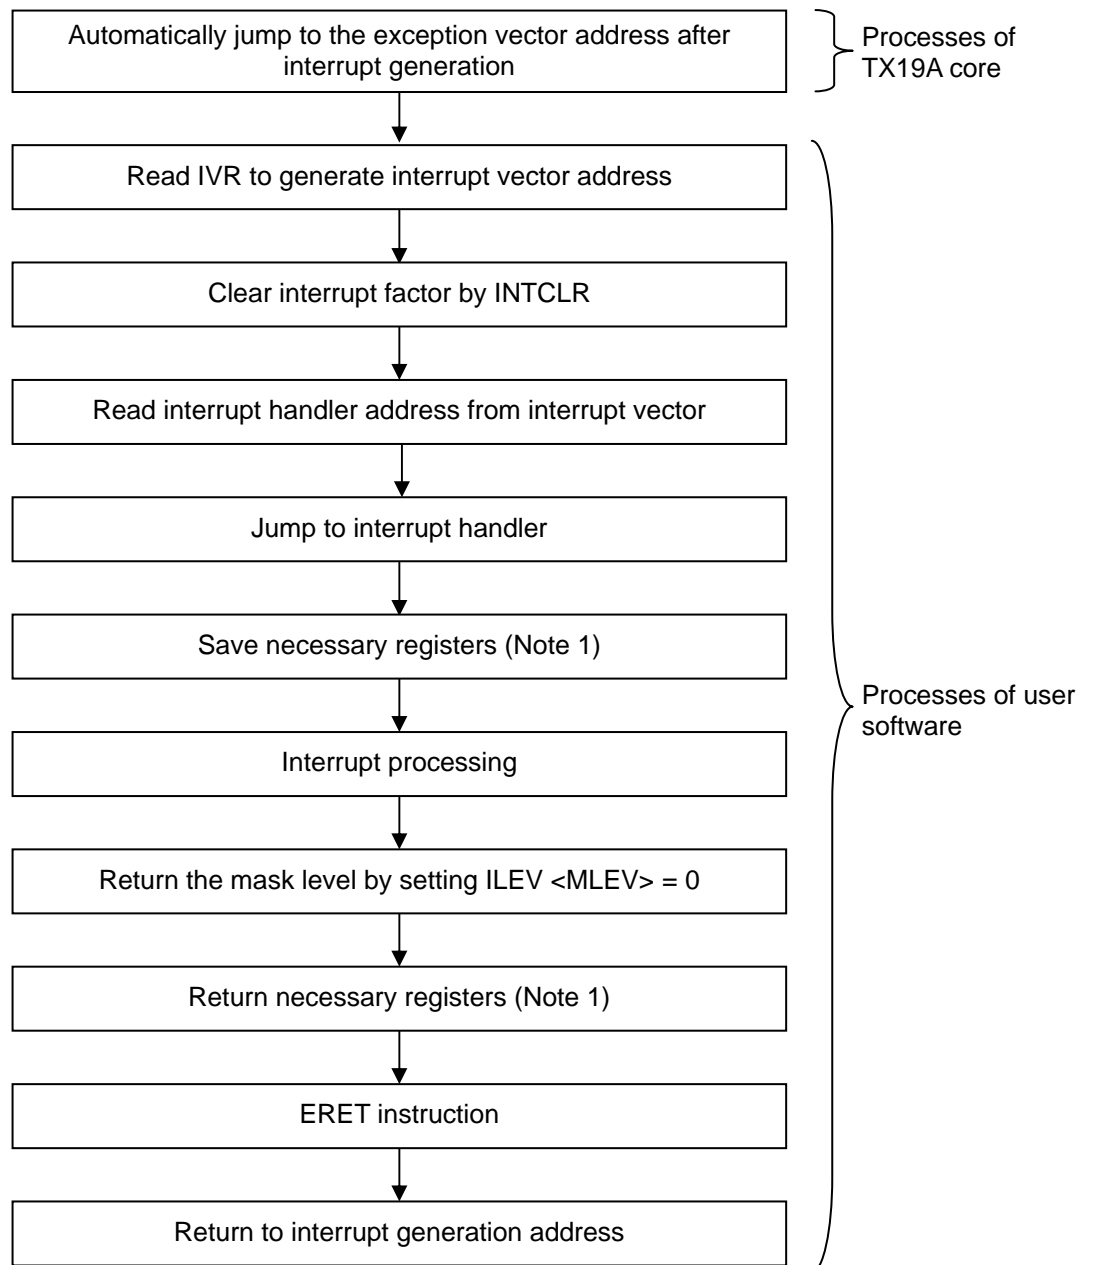 Automatically jump to the exception vector address after
interrupt generation
Processes of
TX19A core
Read IVR to generate interrupt vector address
Clear interrupt factor by INTCLR
Read interrupt handler address from interrupt vector
Jump to interrupt handler
Save necessary registers (Note 1)
Processes of user
software
Interrupt processing
Return the mask level by setting ILEV <MLEV> = 0
Return necessary registers (Note 1)
ERET instruction
Return to interrupt generation address